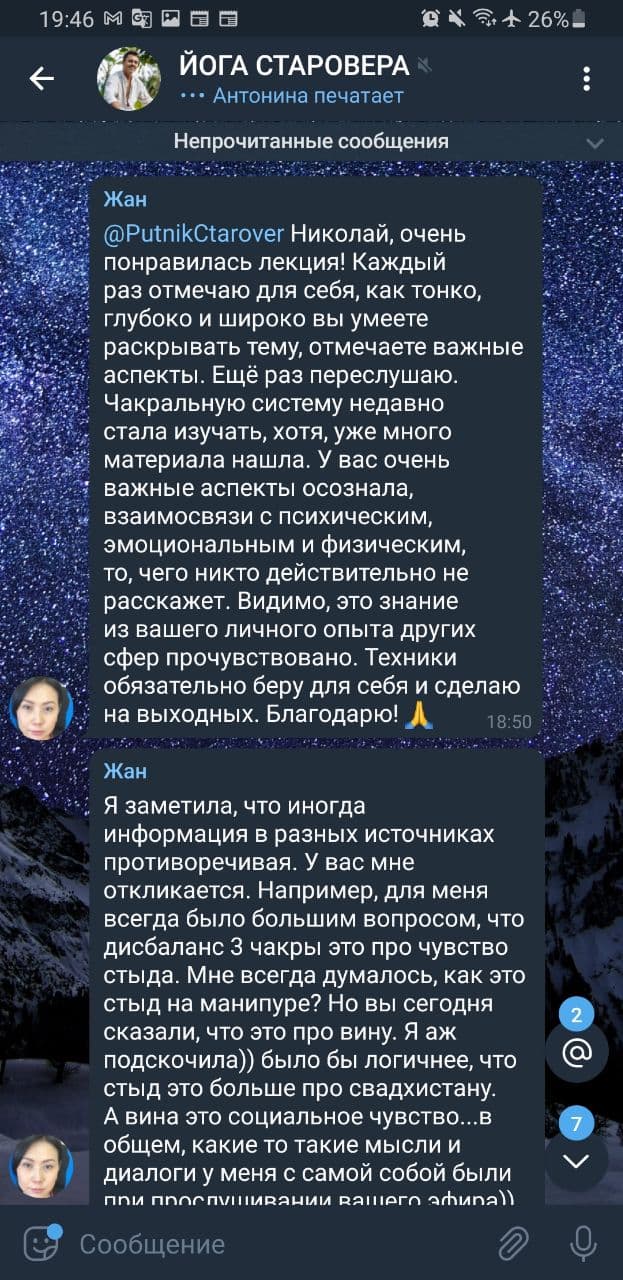 19:46
26%
ЙОГА СТАРОВЕРА
Антонина печатает
Непрочитанные сообщения
Жан
@PutnikCtarover Николай, очень
понравилась лекция! Каждый
раз отмечаю для себя, как тонко,
глубоко и широко вы умеете
раскрывать тему, отмечаете важные
аспекты. Ещё раз переслушаю.
Чакральную систему недавно
стала изучать, хотя, уже много
материала нашла. У вас очень
важные аспекты осознала,
взаимосвязи с психическим,
эмоциональным и физическим,
то, чего никто действительно не
расскажет. Видимо, это знание
из вашего личного опыта других
сфер прочувствовано. Техники
обязательно беру для себя и сделаю
на выходных. Благодарю! 🙏
18:50
Жан
Я заметила, что иногда
информация в разных источниках
противоречивая. У вас мне
откликается. Например, для меня
всегда было большим вопросом, что
дисбаланс 3 чакры это про чувство
стыда. Мне всегда думалось, как это
стыд на манипуре? Но вы сегодня
сказали, что это про вину. Я аж
подскочила)) было бы логичнее, что
стыд это больше про свадхистану.
А вина это социальное чувство...в
общем, какие то такие мысли и
диалоги у меня с самой собой были
при прослушивании вашего эфира))
2
@
7
Сообщение